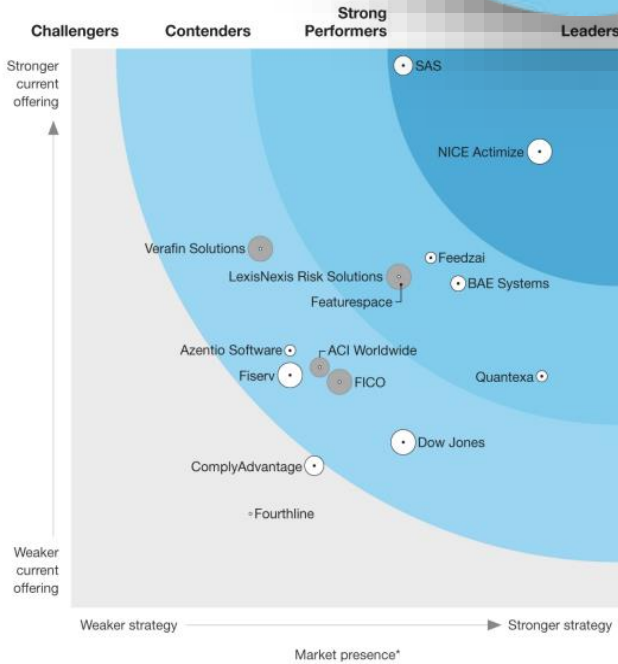 Challengers
Contenders
Strong
Performers
Leaders
Stronger
current
offering
SAS
NICE Actimize
Verafin Solutions
Feedzai
LexisNexis Risk Solutions
BAE Systems
Featurespace
Azentio Software
ACI Worldwide
Fiserv
FICO
Quantexa
Dow Jones
ComplyAdvantage
Fourthline
Weaker
current
offering
Weaker strategy
Stronger strategy
Market presence*